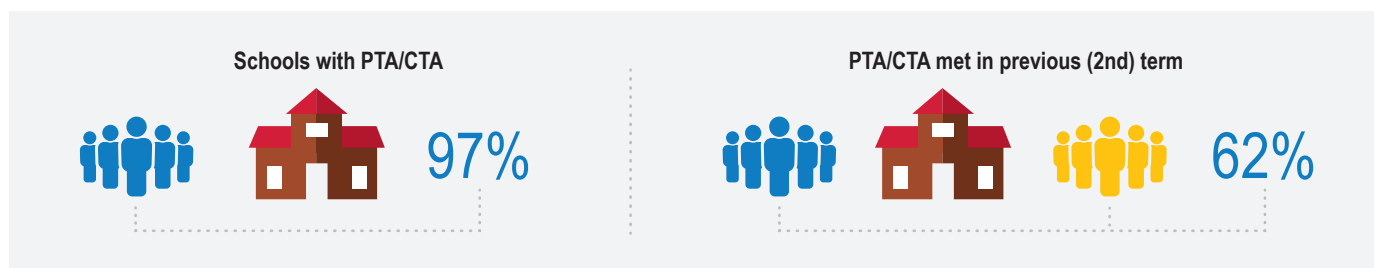 Schools with PTA/CTA
97%
PTA/CTA met in previous (2nd) term
62%